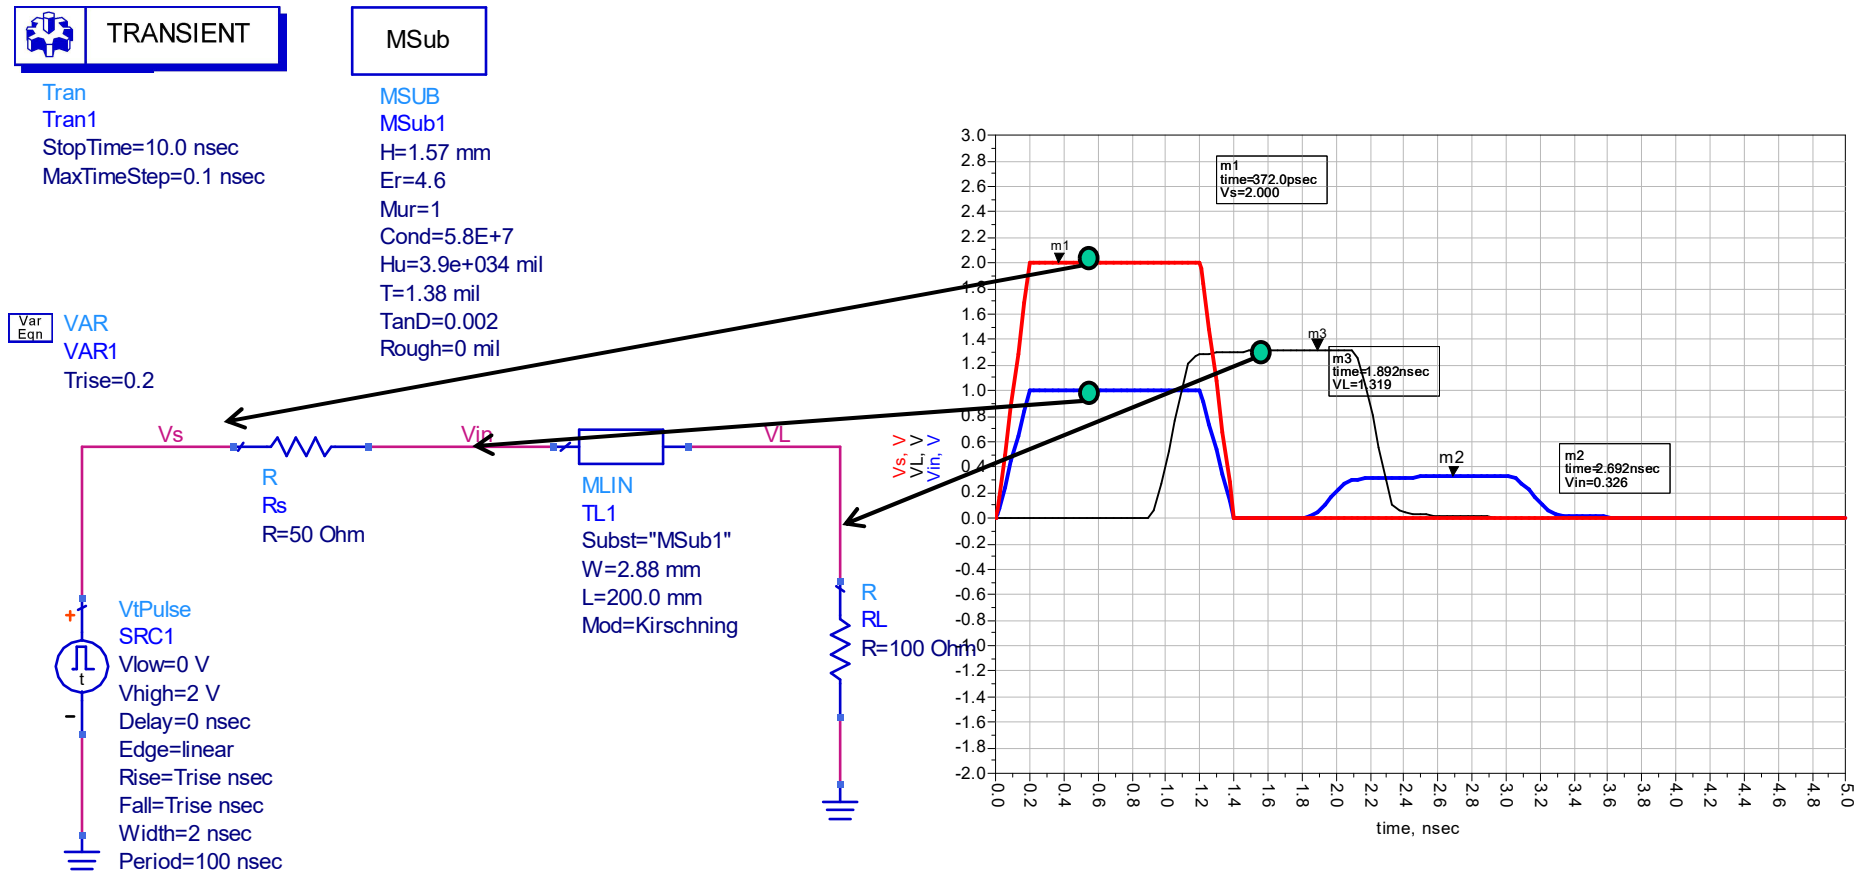 TRANSIENT
Tran
Tran1
StopTime=10.0 nsec
MaxTimeStep=0.1 nsec
MSub
MSUB
MSub1
H=1.57 mm
Er=4.6
Mur=1
Cond=5.8E+7
Hu=3.9e+034 mil
T=1.38 mil
TanD=0.002
Rough=0 mil
Var
Eqn
VAR
VAR1
Trise=0.2
Vs
Vin
VL
R
Rs
R=50 Ohm
MLIN
TL1
Subst="MSub1"
W=2.88 mm
L=200.0 mm
Mod=Kirschning
R
RL
R=100 Ohm
+
t
-
VtPulse
SRC1
Vlow=0 V
Vhigh=2 V
Delay=0 nsec
Edge=linear
Rise=Trise nsec
Fall=Trise nsec
Width=2 nsec
Period=100 nsec
3.0
2.8
2.6
2.4
2.2
2.0
1.8
1.6
1.4
1.2
1.0
0.8
0.6
0.4
0.2
0.0
-0.2
-0.4
-0.6
-0.8
-1.0
-1.2
-1.4
-1.6
-1.8
-2.0
Vs, V
VL, V
Vin, V
m1
m1
time=372.0psec
Vs=2.000
m3
m3
time=1.892nsec
VL=1.319
m2
m2
time=2.692nsec
Vin=0.326
0.0
0.2
0.4
0.6
0.8
1.0
1.2
1.4
1.6
1.8
2.0
2.2
2.4
2.6
2.8
3.0
3.2
3.4
3.6
3.8
4.0
4.2
4.4
4.6
4.8
5.0
time, nsec